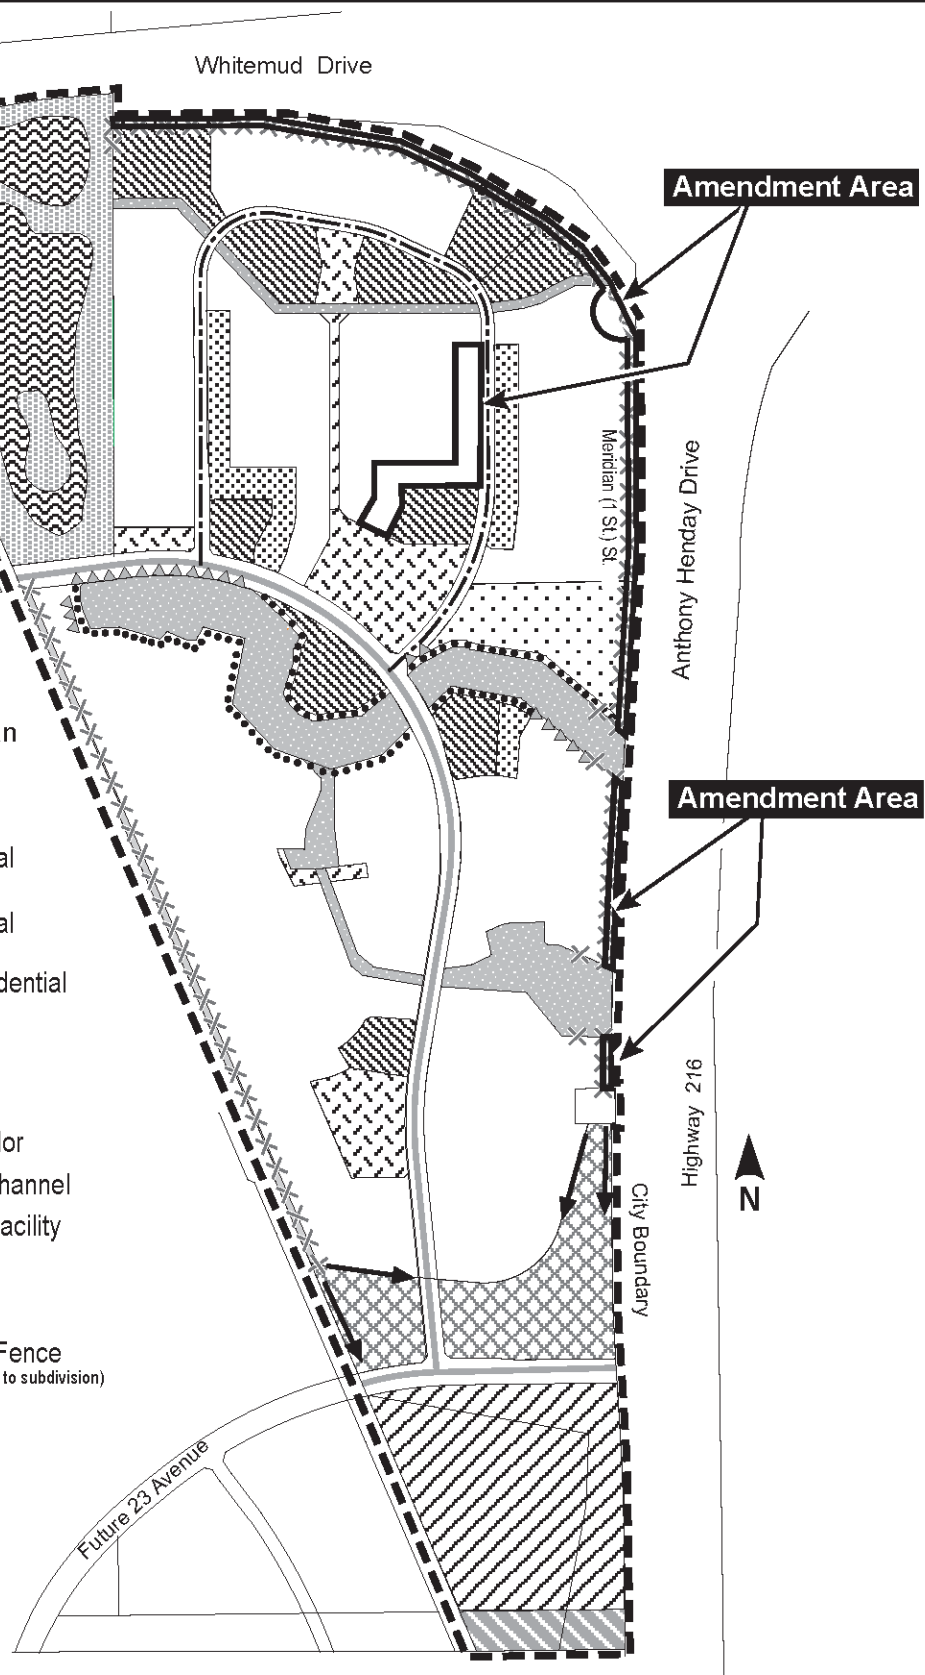 Whitemud Drive
Amendment Area
Meridian (1 St.) St.
Anthony Henday Drive
n
al
Amendment Area
al
dential
Highway 216
lor
N
hannel
acility
City Boundary
Fence
to subdivision)
Future 23 Avenue